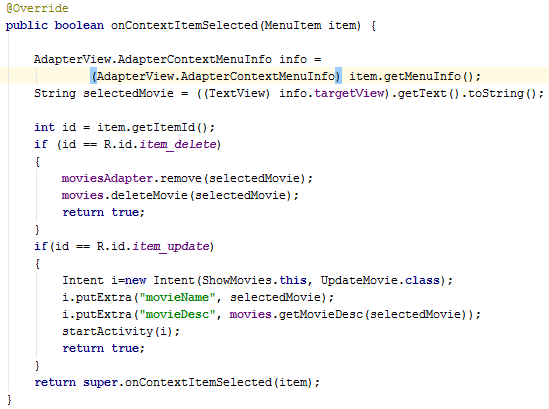 @Override
public boolean onContextItemSelected(MenuItem item) {
AdapterView.AdapterContextMenuInfo info =
(AdapterView.AdapterContextMenuInfo) item.getMenuInfo();
String selectedMovie = ((TextView) info.targetView).getText().toString();
int id = item.getItemId();
if (id == R.id.item_delete)
{
moviesAdapter.remove(selectedMovie);
movies.deleteMovie(selectedMovie);
return true;
}
if(id == R.id.item_update)
{
Intent i=new Intent(ShowMovies.this, UpdateMovie.class);
i.putExtra("movieName", selectedMovie);
i.putExtra("movieDesc", movies.getMovieDesc(selectedMovie));
startActivity(i);
return true;
}
return super.onContextItemSelected(item);
}